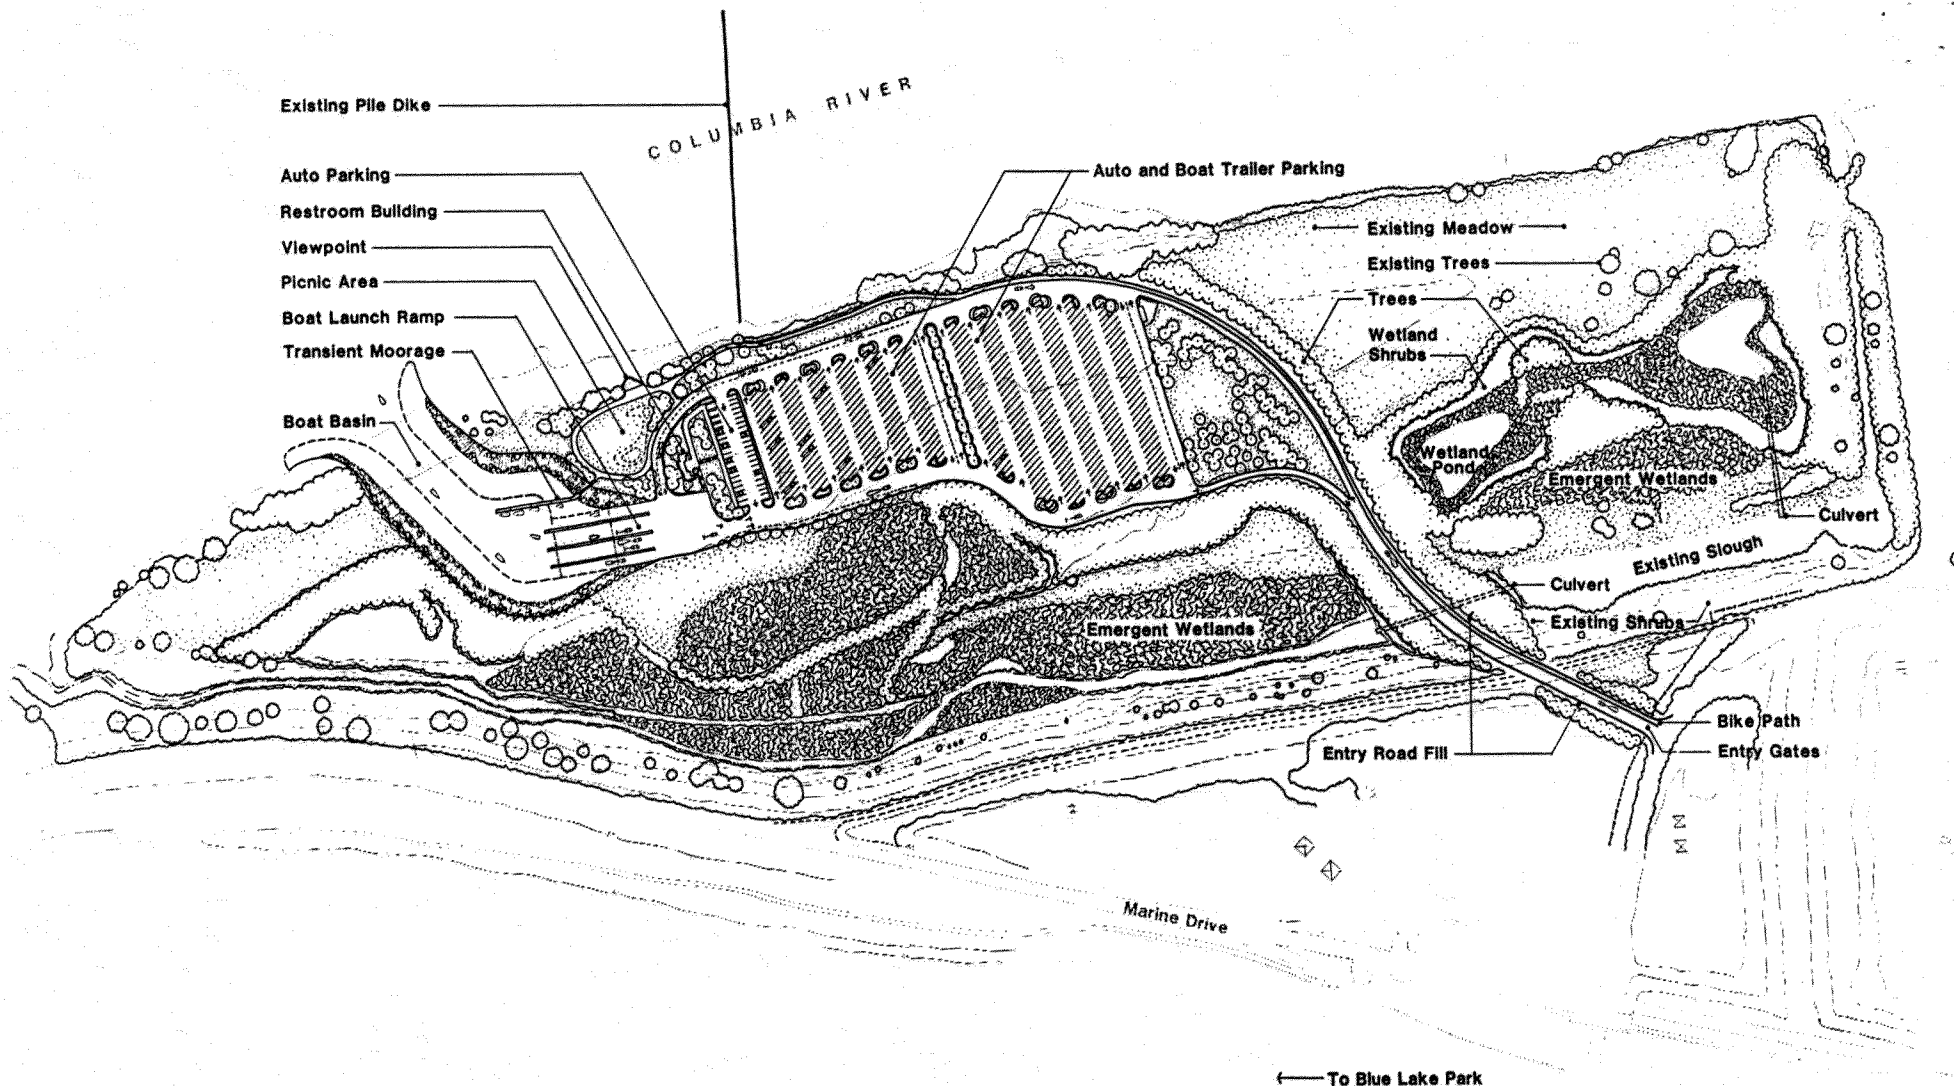 Existing Pile Dike
COLUMBIA RIVER
Auto Parking
Auto and Boat Trailer Parking
Restroom Building
Viewpoint
Picnic Area
Boat Launch Ramp
Transient Moorage
Boat Basin
Existing Meadow
Existing Trees
Trees
Wetland
Shrubs
Wetland
Pond
Emergent Wetlands
Culvert
Existing Slough
Culvert
Existing Shrubs
Emergent Wetlands
Bike Path
Entry Gates
Entry Road Fill
Marine Drive
To Blue Lake Park